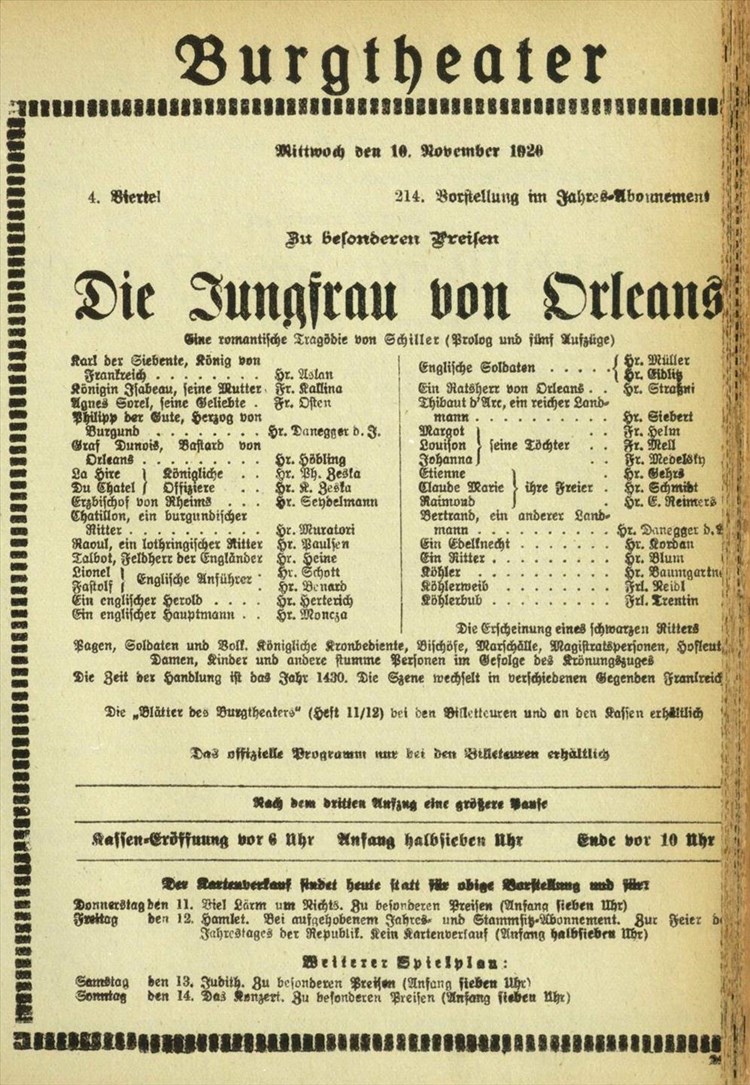 Burgtheater
Mittwoch den 10. November 1920
4. Viertel 214. Vorstellung im Jahres-Abonnement
Zu besonderen Preisen
Die Jungfrau von Orleans
Eine romantische Tragödie von Schiller (Prolog und fünf Aufzüge)
Karl der Siebente, König von
Frankreich . . . . . . . Hr. Aslan
Königin Isabeau, seine Mutter Fr. Kallina
Agnes Sorel, seine Geliebte . Fr. Osten
Philipp der Gute, Herzog von
Burgund . . . . . . . Hr. Danegger d. J.
Graf Dunois, Bastard von
Orleans . . . . . . . . Hr. Höbling
La Hire } Königliche . . Hr. Ph. Zeska
Du Chatel } Offiziere . . Hr. K. Zeska
Erzbischof von Rheims . . . Hr. Seydelmann
Chatillon, ein burgundischer
Ritter . . . . . . . . . Hr. Muratori
Raoul, ein lothringischer Ritter Hr. Paulsen
Talbot, Feldherr der Engländer Hr. Heine
Lionel } Englische Anführer . Hr. Schott
Fastolf } Hr. Benard
Ein englischer Herold . . . . Hr. Herterich
Ein englischer Hauptmann . . Hr. Moncza
Englische Soldaten . . . . . { Hr. Müller
{ Hr. Giblitz
Ein Ratsherr von Orleans . . Hr. Straßni
Thibaut d'Arc, ein reicher Land-
mann . . . . . . . . . Hr. Siebert
Margot } . . Fr. Helm
Louison } seine Töchter . . Fr. Mell
Johanna } . . Fr. Medelsky
Etienne } . Hr. Gehrs
Claude Marie } ihre Freier . Hr. Schmidt
Raimond } . Hr. E. Reimers
Bertrand, ein anderer Land-
mann . . . . . . . . . Hr. Danegger d.
Ein Edelknecht . . . . . . Hr. Kordan
Ein Ritter . . . . . . . . Hr. Blum
Köhler . . . . . . . . . Hr. Baumgartne
Köhlerweib . . . . . . . Frl. Neidl
Köhlerbub . . . . . . . . Frl. Trentin
Die Erscheinung eines schwarzen Ritters
Pagen, Soldaten und Volk. Königliche Kronbediente, Bischöfe, Marschälle, Magistratspersonen, Hofleut
Damen, Kinder und andere stumme Personen im Gefolge des Krönungszuges
Die Zeit der Handlung ist das Jahr 1430. Die Szene wechselt in verschiedenen Gegenden Frankreich
Die „Blätter des Burgtheaters" (Heft 11/12) bei den Billetteuren und an den Kassen erhältlich
Das offizielle Programm nur bei den Billeteuren erhältlich
Nach dem dritten Aufzug eine größere Pause
Kassen-Eröffnung vor 6 Uhr Anfang halbsieben Uhr Ende vor 10 Uhr
Der Kartenverkauf findet heute statt für obige Vorstellung und für:
Donnerstag den 11. Viel Lärm um Nichts. Zu besonderen Preisen (Anfang sieben Uhr)
Freitag den 12. Hamlet. Bei aufgehobenem Jahres- und Stammsitz-Abonnement. Zur Feier d
Jahrestages der Republik. Kein Kartenverkauf (Anfang halbsieben Uhr)
Weiterer Spielplan:
Samstag den 13. Judith. Zu besonderen Preisen (Anfang sieben Uhr)
Sonntag den 14. Das Konzert. Zu besonderen Preisen (Anfang sieben Uhr)